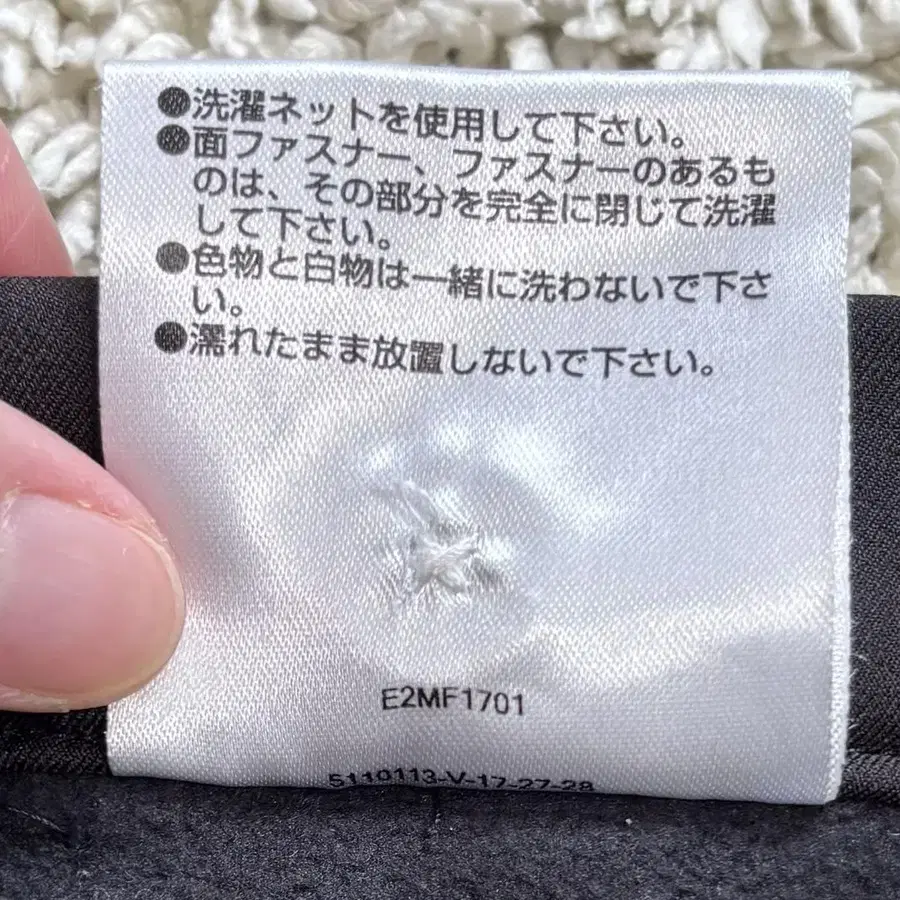 ●洗濯ネットを使用して下さい。
●面ファスナー、ファスナーのあるも
のは、その部分を完全に閉じて洗濯
して下さい。
●色物と白物は一緒に洗わないで下さ
い。
●濡れたまま放置しないで下さい。
E2MF1701
5110113-V-17-27-28